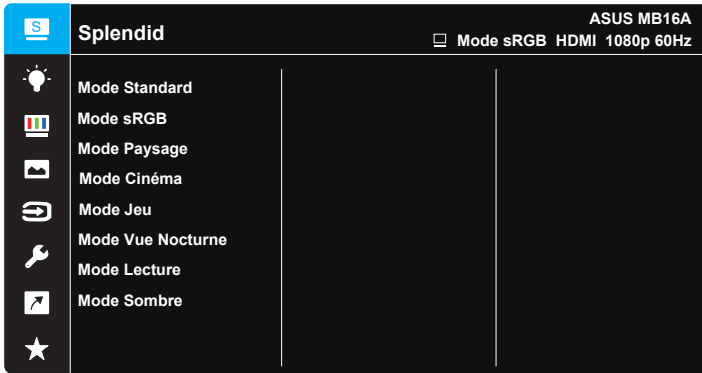 S
Splendid
ASUS MB16A
Mode sRGB HDMI 1080p 60Hz
Mode Standard
Mode sRGB
Mode Paysage
Mode Cinéma
Mode Jeu
Mode Vue Nocturne
Mode Lecture
Mode Sombre